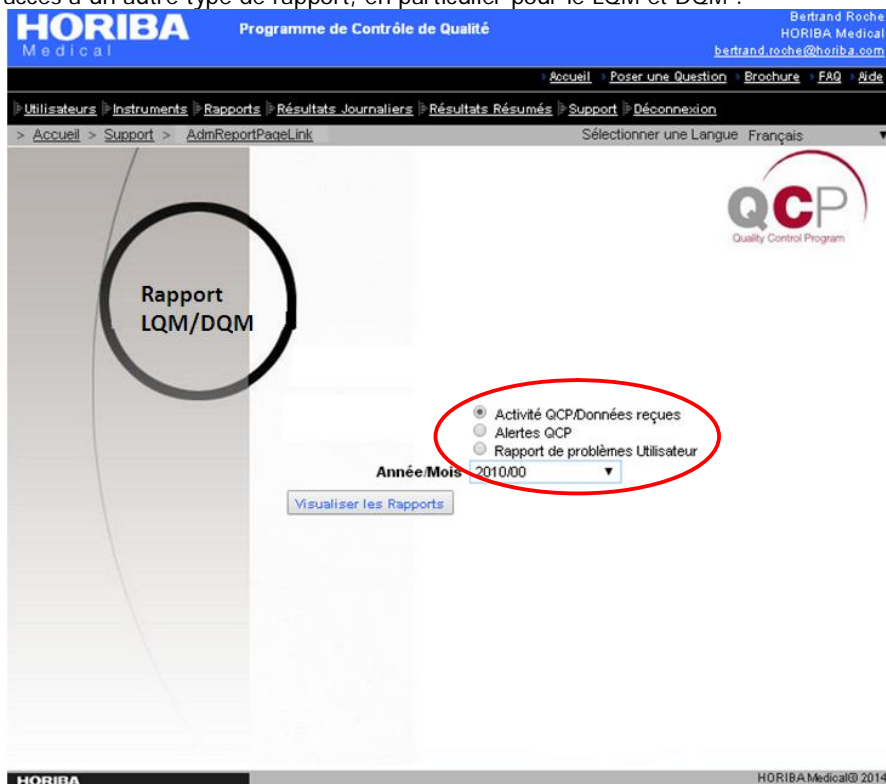 accès à un autre type de rapport, en particulier pour le LQM et DQM :
HORIBA
Medical
Programme de Contrôle de Qualité
Bertrand Roche
HORIBA Medical
bertrand.roche@horiba.com
Accueil Poser une Question Brochure FAQ Aide
Utilisateurs Instruments Rapports Résultats Journaliers Résultats Résumés Support Déconnexion
> Accueil > Support > AdmReportPageLink
Sélectionner une Langue Français
QCP
Quality Control Program
Rapport
LQM/DQM
Activité QCP/Données reçues
Alertes QCP
Rapport de problèmes Utilisateur
Année/Mois 2010/00
Visualiser les Rapports
HORIBA
HORIBA Medical© 2014